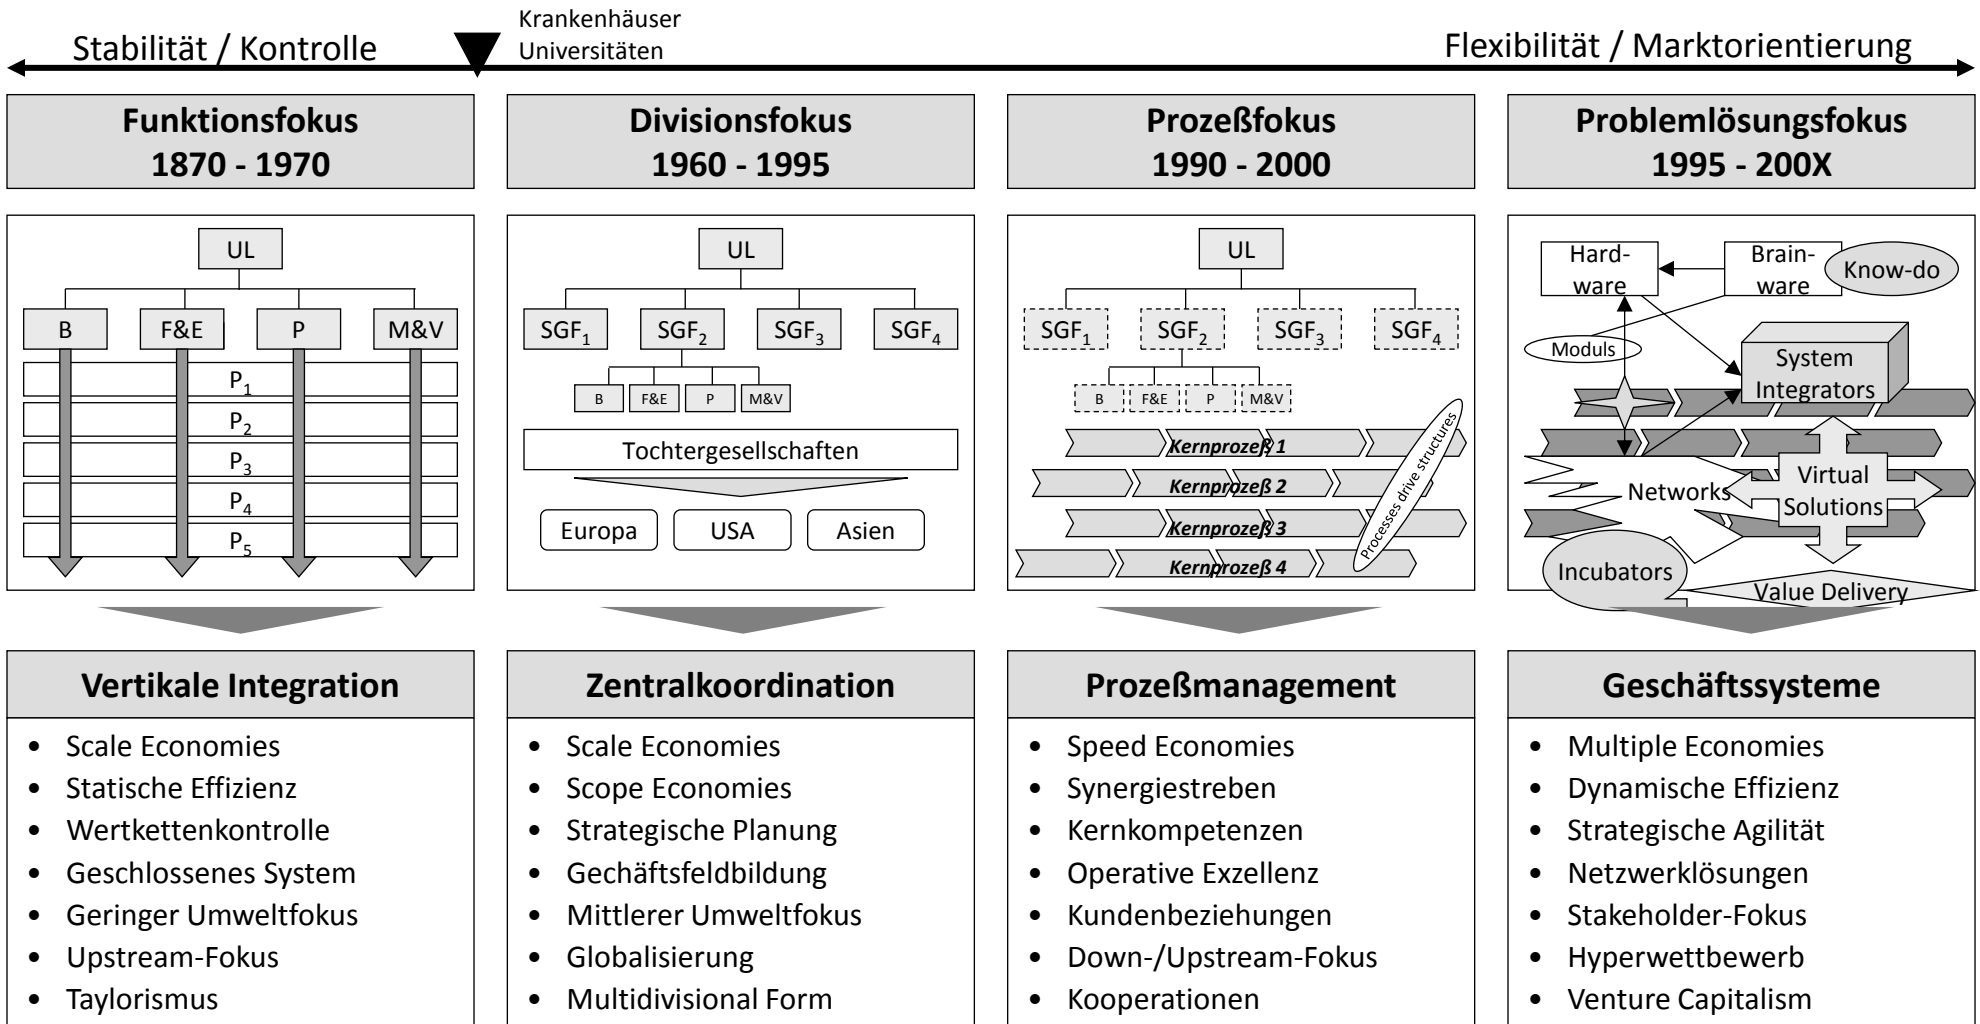 Stabilität / Kontrolle
Krankenhäuser
Universitäten
Flexibilität / Marktorientierung
Funktionsfokus
1870 - 1970
UL
B F&E P M&V
P1
P2
P3
P4
P5
Vertikale Integration
• Scale Economies
• Statische Effizienz
• Wertkettenkontrolle
• Geschlossenes System
• Geringer Umweltfokus
• Upstream-Fokus
• Taylorismus
Divisionsfokus
1960 - 1995
UL
SGF1 SGF2 SGF3 SGF4
B F&E P M&V
Tochtergesellschaften
Europa USA Asien
Zentralkoordination
• Scale Economies
• Scope Economies
• Strategische Planung
• Gechäftsfeldbildung
• Mittlerer Umweltfokus
• Globalisierung
• Multidivisional Form
Prozeßfokus
1990 - 2000
UL
SGF1 SGF2 SGF3 SGF4
B F&E P M&V
Kernprozeß 1
Kernprozeß 2
Kernprozeß 3
Kernprozeß 4
Processes drive structures
Prozeßmanagement
• Speed Economies
• Synergiestreben
• Kernkompetenzen
• Operative Exzellenz
• Kundenbeziehungen
• Down-/Upstream-Fokus
• Kooperationen
Problemlösungsfokus
1995 - 200X
Hard-
ware
Brain-
ware
Know-do
Moduls
System
Integrators
Networks
Virtual
Solutions
Incubators
Value Delivery
Geschäftssysteme
• Multiple Economies
• Dynamische Effizienz
• Strategische Agilität
• Netzwerklösungen
• Stakeholder-Fokus
• Hyperwettbewerb
• Venture Capitalism